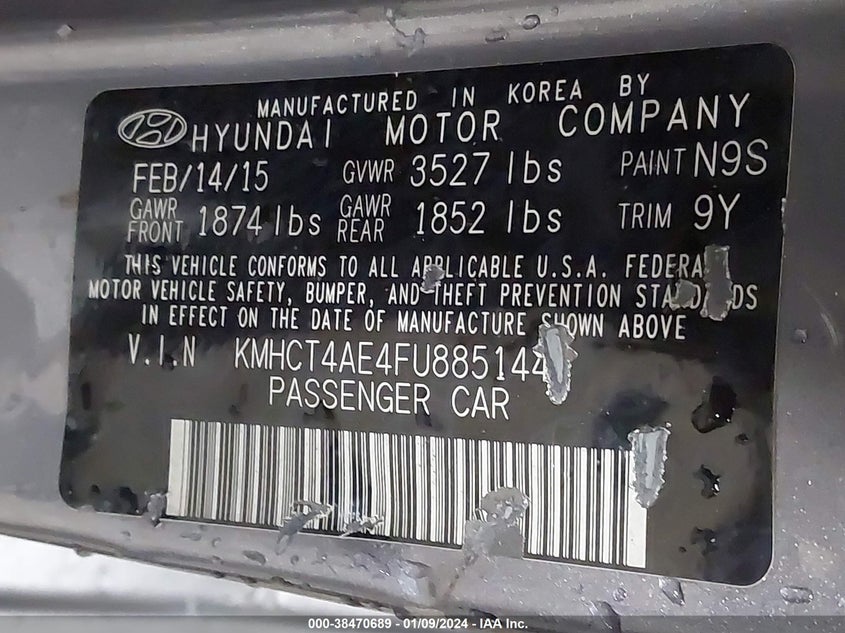 MANUFACTURED IN KOREA BY
HYUNDAI MOTOR COMPANY
FEB/14/15 GVWR 3527 lbs PAINT N9S
GAWR FRONT 1874 lbs GAWR REAR 1852 lbs TRIM 9Y
THIS VEHICLE CONFORMS TO ALL APPLICABLE U.S.A. FEDERAL
MOTOR VEHICLE SAFETY, BUMPER, AND THEFT PREVENTION STANDARDS
IN EFFECT ON THE DATE OF MANUFACTURE SHOWN ABOVE
V.I.N KMHCT4AE4FU885144
PASSENGER CAR
000-38470689 - 01/09/2024 - IAA Inc.